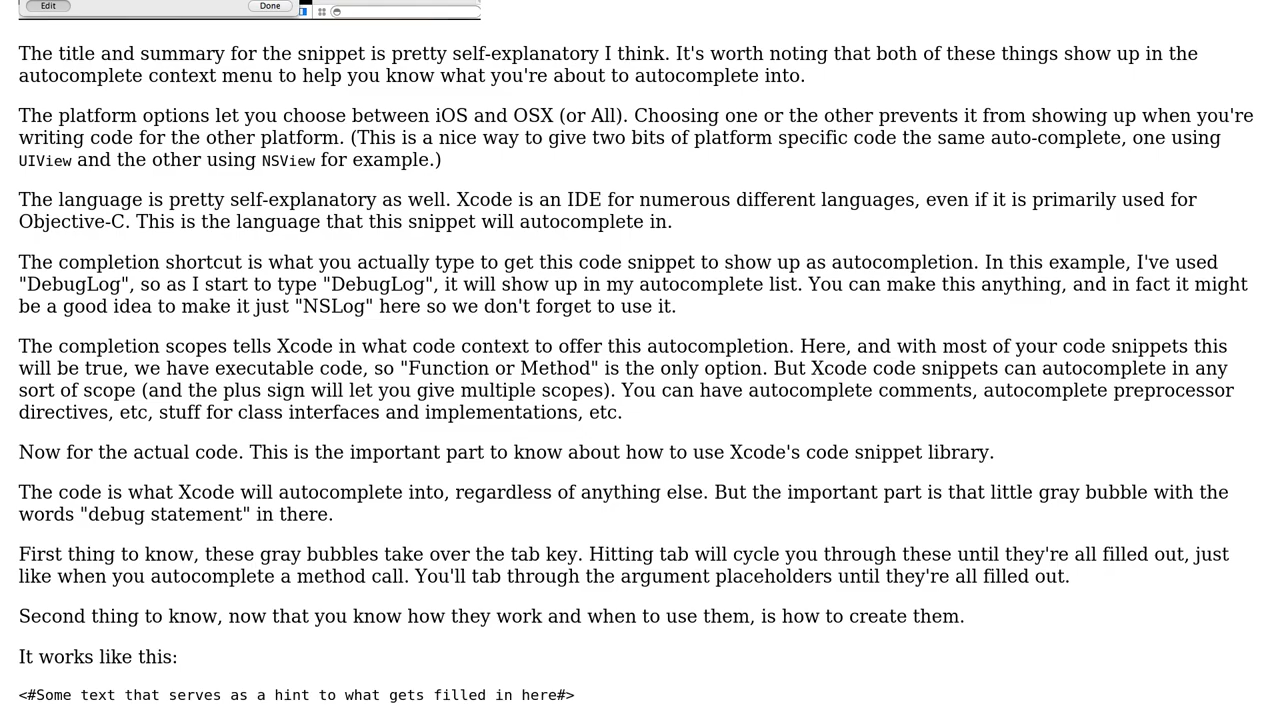 Edit Done
The title and summary for the snippet is pretty self-explanatory I think. It's worth noting that both of these things show up in the
autocomplete context menu to help you know what you're about to autocomplete into.
The platform options let you choose between iOS and OSX (or All). Choosing one or the other prevents it from showing up when you're
writing code for the other platform. (This is a nice way to give two bits of platform specific code the same auto-complete, one using
UIView and the other using NSView for example.)
The language is pretty self-explanatory as well. Xcode is an IDE for numerous different languages, even if it is primarily used for
Objective-C. This is the language that this snippet will autocomplete in.
The completion shortcut is what you actually type to get this code snippet to show up as autocompletion. In this example, I've used
"DebugLog", so as I start to type "DebugLog", it will show up in my autocomplete list. You can make this anything, and in fact it might
be a good idea to make it just "NSLog" here so we don't forget to use it.
The completion scopes tells Xcode in what code context to offer this autocompletion. Here, and with most of your code snippets this
will be true, we have executable code, so "Function or Method" is the only option. But Xcode code snippets can autocomplete in any
sort of scope (and the plus sign will let you give multiple scopes). You can have autocomplete comments, autocomplete preprocessor
directives, etc, stuff for class interfaces and implementations, etc.
Now for the actual code. This is the important part to know about how to use Xcode's code snippet library.
The code is what Xcode will autocomplete into, regardless of anything else. But the important part is that little gray bubble with the
words "debug statement" in there.
First thing to know, these gray bubbles take over the tab key. Hitting tab will cycle you through these until they're all filled out, just
like when you autocomplete a method call. You'll tab through the argument placeholders until they're all filled out.
Second thing to know, now that you know how they work and when to use them, is how to create them.
It works like this:
<#Some text that serves as a hint to what gets filled in here#>